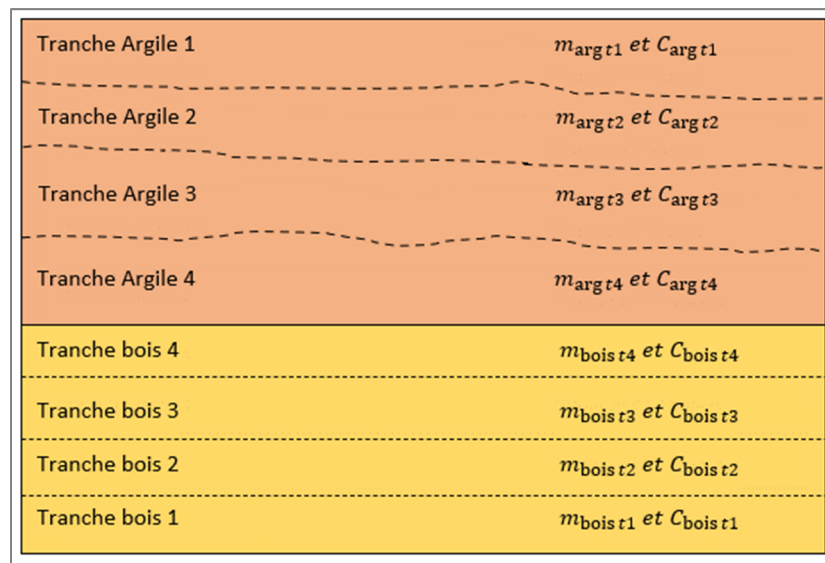 Tranche Argile 1 m_arg t1 et C_arg t1
Tranche Argile 2 m_arg t2 et C_arg t2
Tranche Argile 3 m_arg t3 et C_arg t3
Tranche Argile 4 m_arg t4 et C_arg t4
Tranche bois 4 m_bois t4 et C_bois t4
Tranche bois 3 m_bois t3 et C_bois t3
Tranche bois 2 m_bois t2 et C_bois t2
Tranche bois 1 m_bois t1 et C_bois t1